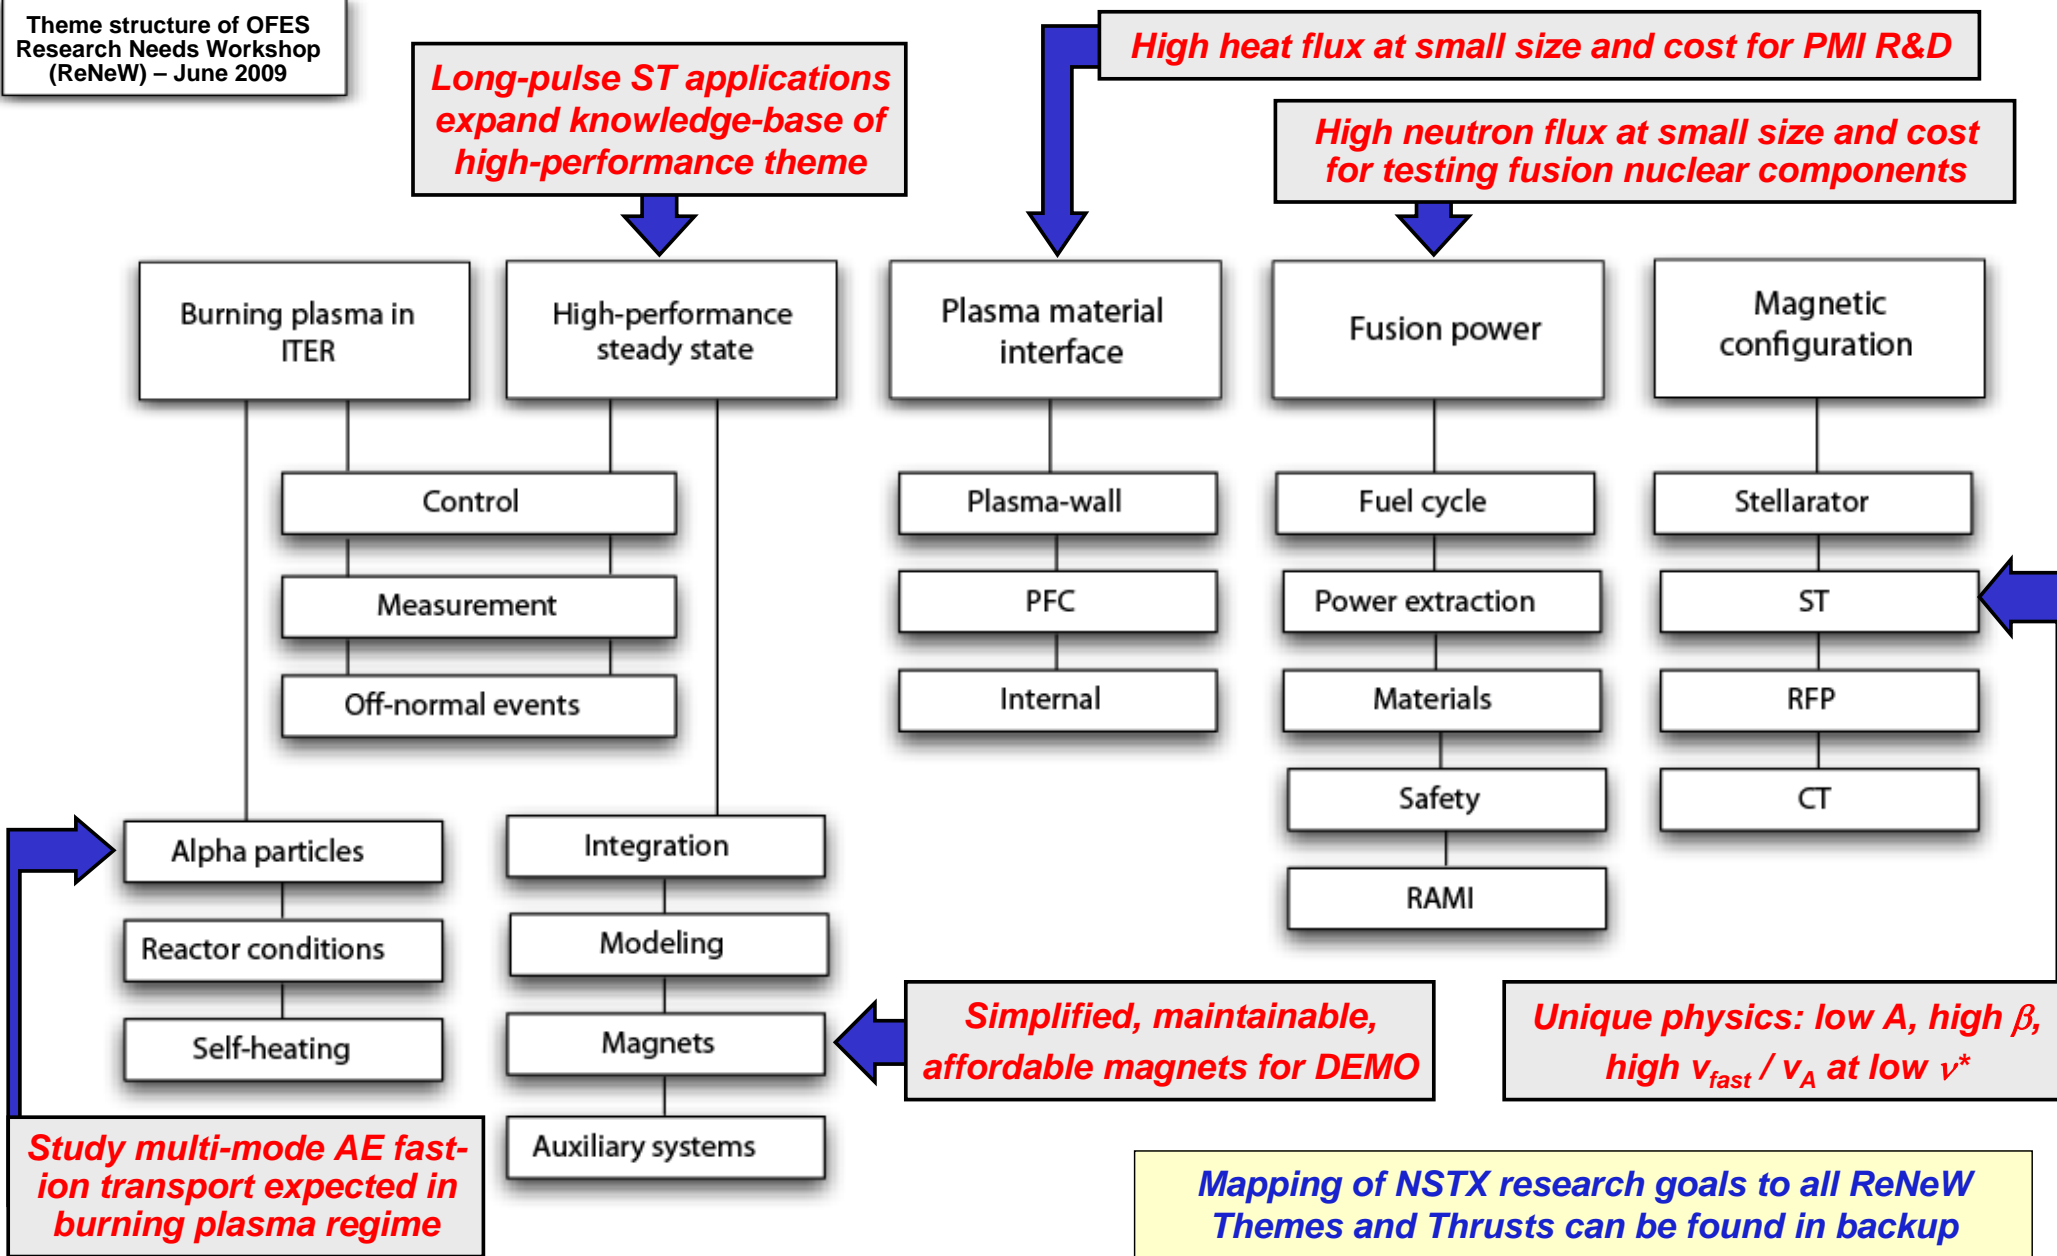 Theme structure of OFES
Research Needs Workshop
(ReNeW) – June 2009
Long-pulse ST applications
expand knowledge-base of
high-performance theme
High heat flux at small size and cost for PMI R&D
High neutron flux at small size and cost
for testing fusion nuclear components
Burning plasma in
ITER
High-performance
steady state
Plasma material
interface
Fusion power
Magnetic
configuration
Control
Measurement
Off-normal events
Plasma-wall
PFC
Internal
Fuel cycle
Power extraction
Materials
Safety
RAMI
Stellarator
ST
RFP
CT
Alpha particles
Reactor conditions
Self-heating
Integration
Modeling
Magnets
Auxiliary systems
Simplified, maintainable,
affordable magnets for DEMO
Unique physics: low A, high β,
high v_fast / v_A at low ν*
Study multi-mode AE fast-
ion transport expected in
burning plasma regime
Mapping of NSTX research goals to all ReNeW
Themes and Thrusts can be found in backup